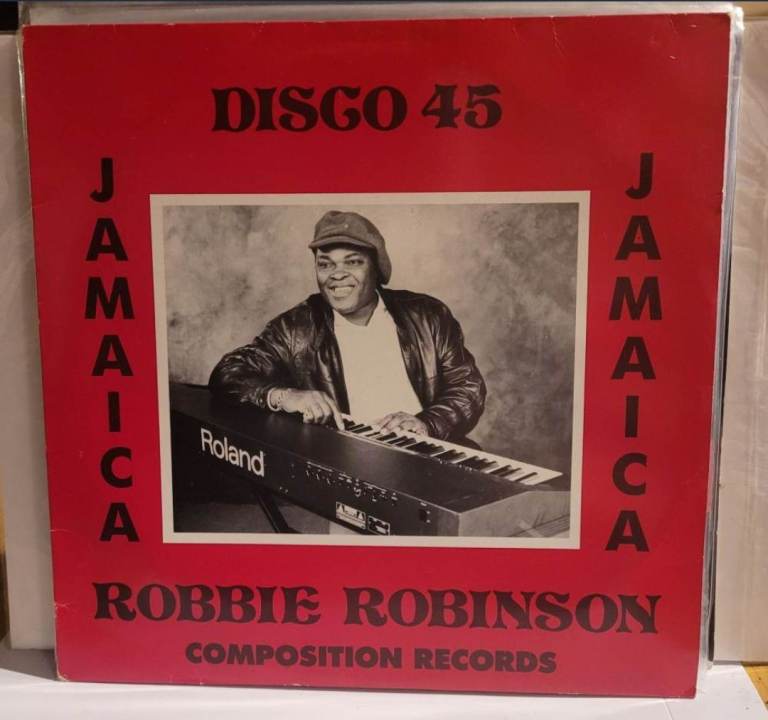 DISCO 45
JAMAICA
JAMAICA
Roland
ROBBIE ROBINSON
COMPOSITION RECORDS